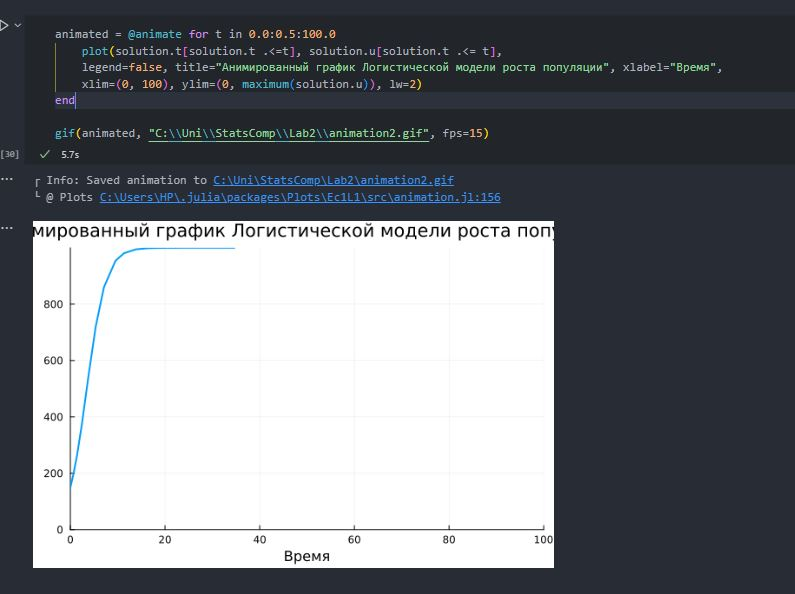 animated = @animate for t in 0.0:0.5:100.0
plot(solution.t[solution.t .<=t], solution.u[solution.t .<= t],
legend=false, title="Анимированный график Логистической модели роста популяции", xlabel="Время",
xlim=(0, 100), ylim=(0, maximum(solution.u)), lw=2)
end
gif(animated, "C:\\Uni\\StatsComp\\Lab2\\animation2.gif", fps=15)
[30]
5.7s
Info: Saved animation to C:\Uni\StatsComp\Lab2\animation2.gif
@ Plots C:\Users\HP\.julia\packages\Plots\Ec1L1\src\animation.jl:156
мированный график Логистической модели роста попу
800
600
400
200
0
0 20 40 60 80 100
Время